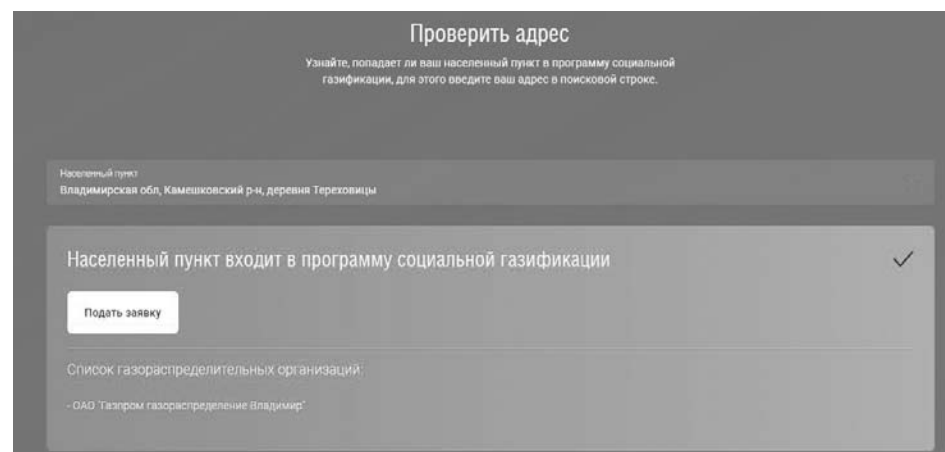 Проверить адрес
Узнайте, попадает ли ваш населенный пункт в программу социальной
газификации, для этого введите ваш адрес в поисковой строке.
Населенный пункт
Владимирская обл, Камешковский р-н, деревня Тереховицы
Населенный пункт входит в программу социальной газификации
Подать заявку
Список газораспределительных организаций:
- ОАО "Газпром газораспределение Владимир"